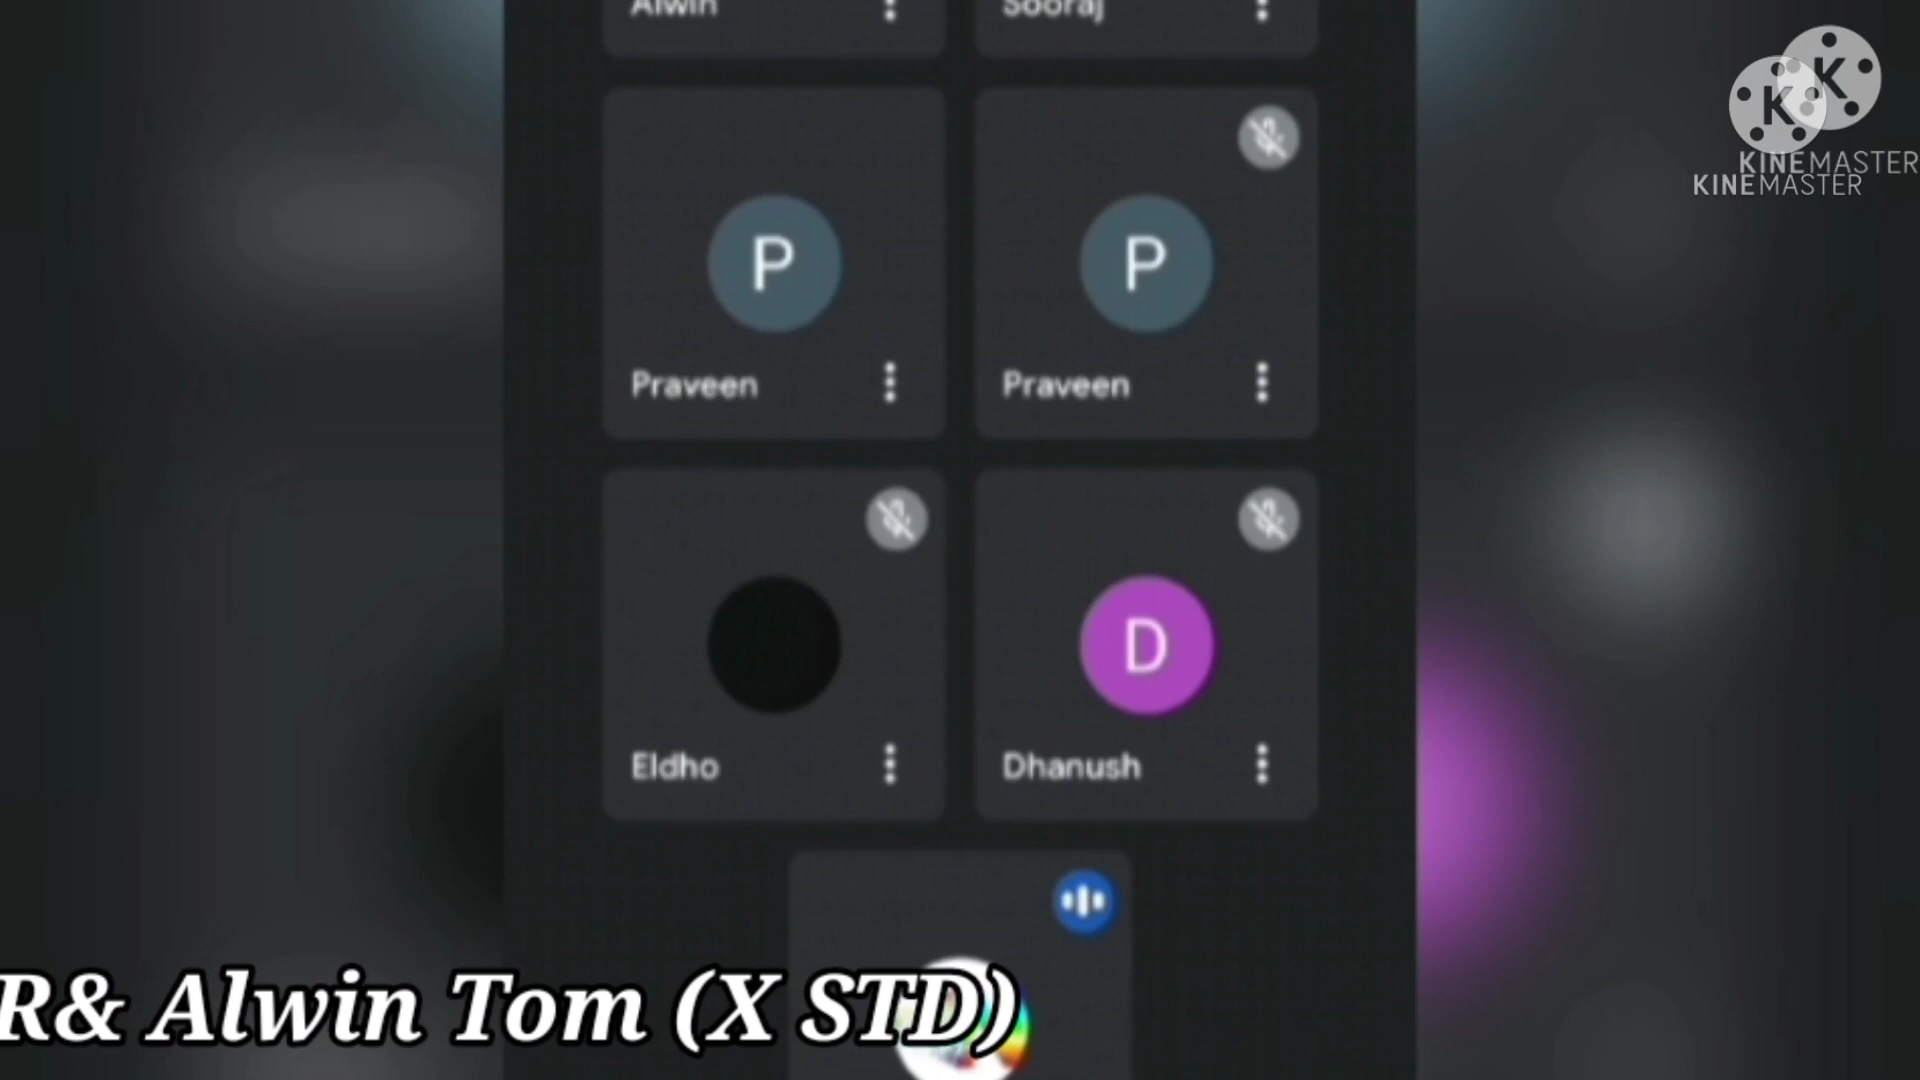 Alwin
Sooraj
K
K
KINEMASTER
KINEMASTER
P
P
Praveen
Praveen
D
Eldho
Dhanush
R& Alwin Tom (X STD)